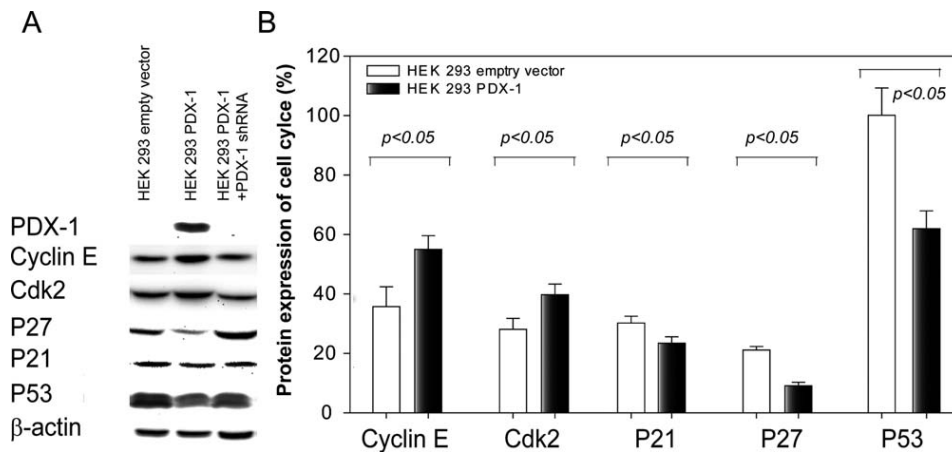 A
HEK 293 empty vector
HEK 293 PDX-1
HEK 293 PDX-1
+PDX-1 shRNA
PDX-1
Cyclin E
Cdk2
P27
P21
P53
β-actin
B
Protein expression of cell cylce (%)
120
100
80
60
40
20
0
HEK 293 emptry vector
HEK 293 PDX-1
p<0.05
p<0.05
p<0.05
p<0.05
p<0.05
Cyclin E
Cdk2
P21
P27
P53